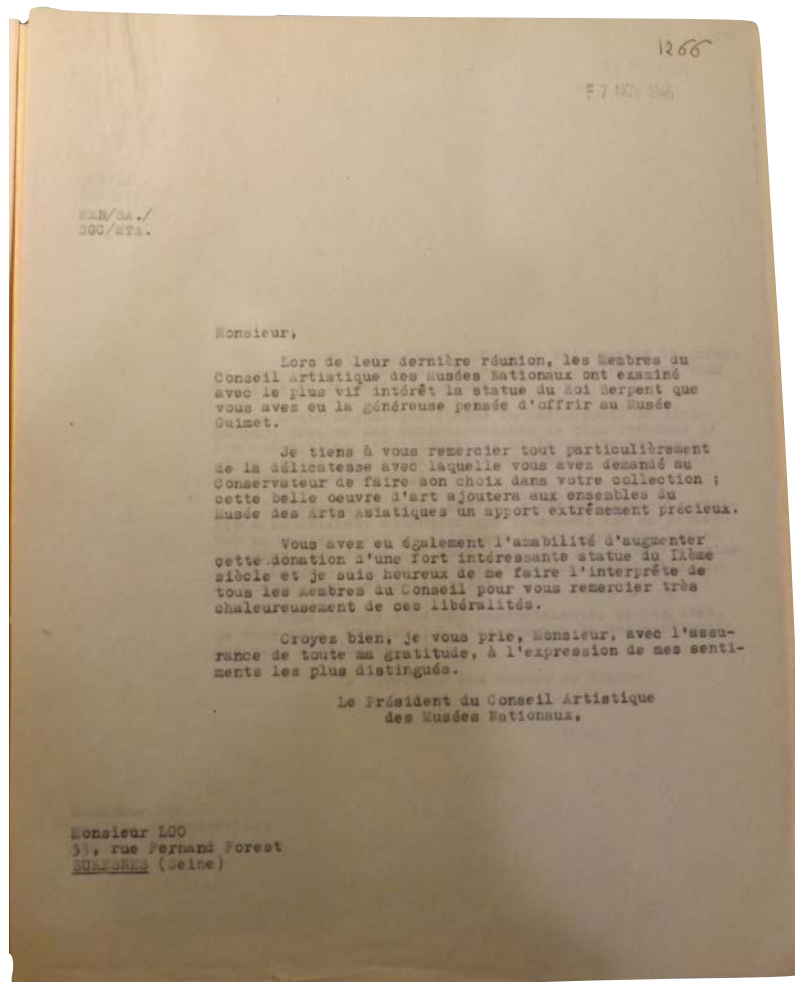 1266
7 NOV 1946
SGC/MTA.
Monsieur,
Lors de leur dernière réunion, les Membres du
Conseil Artistique des Musées Nationaux ont examiné
avec le plus vif intérêt la statue du Roi Serpent que
vous avez eu la généreuse pensée d'offrir au Musée
Guimet.
Je tiens à vous remercier tout particulièrement
de la délicatesse avec laquelle vous avez demandé au
Conservateur de faire son choix dans votre collection ;
cette belle oeuvre d'art ajoutera aux ensembles du
Musée des Arts Asiatiques un apport extrêmement précieux.
Vous avez eu également l'amabilité d'augmenter
cette donation d'une fort intéressante statue du IXème
siècle et je suis heureux de me faire l'interprête de
tous les Membres du Conseil pour vous remercier très
chaleureusement de ces libéralités.
Croyez bien, je vous prie, Monsieur, avec l'assu-
rance de toute ma gratitude, à l'expression de mes senti-
ments les plus distingués.
Le Président du Conseil Artistique
des Musées Nationaux,
Monsieur LOO
rue Fernand Forest
SURESNES (Seine)